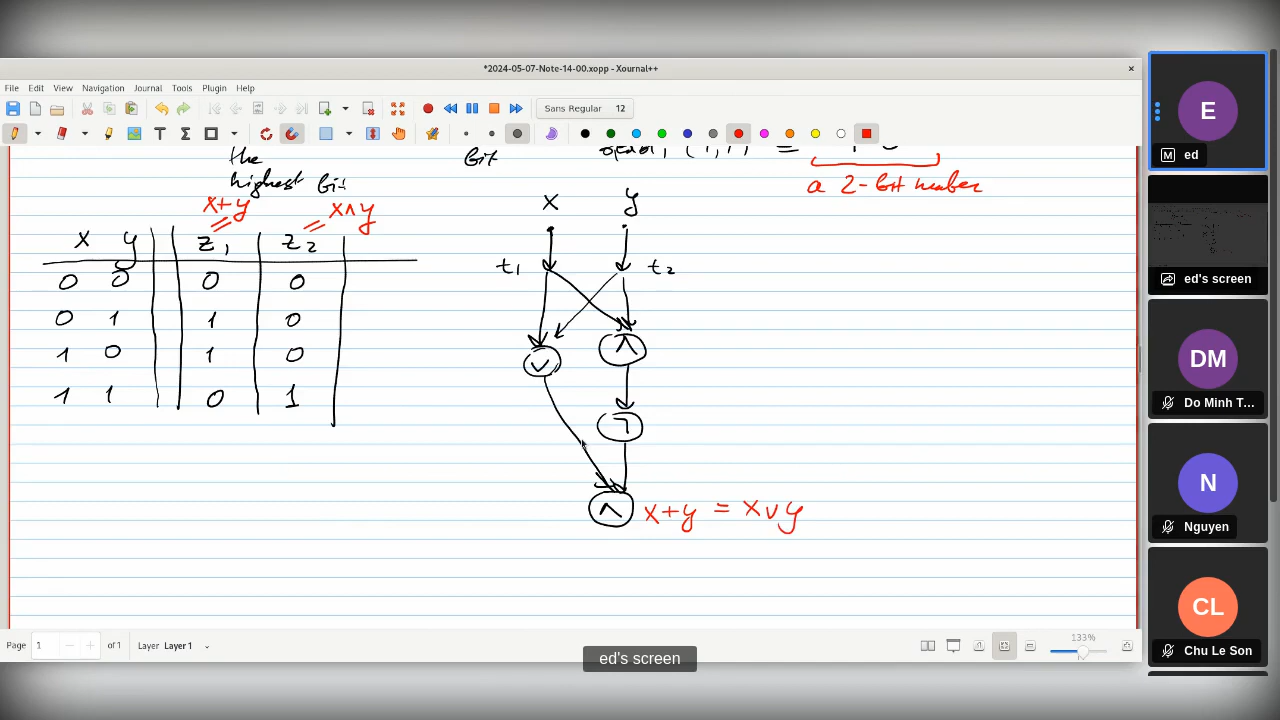 *2024-05-07-Note-14-00.xopp - Xournal++
File Edit View Navigation Journal Tools Plugin Help
Sans Regular 12
the
highest bit
bit
a 2-bit number
x+y
x∧y
x y z₁ z₂
0 0 0 0
0 1 1 0
1 0 1 0
1 1 0 1
x y
t₁ t₂
∨ ∧
¬
∧ x+y = x∨y
Page 1 of 1 Layer Layer 1
133%
ed's screen
E
ed
ed's screen
DM
Do Minh T...
N
Nguyen
CL
Chu Le Son